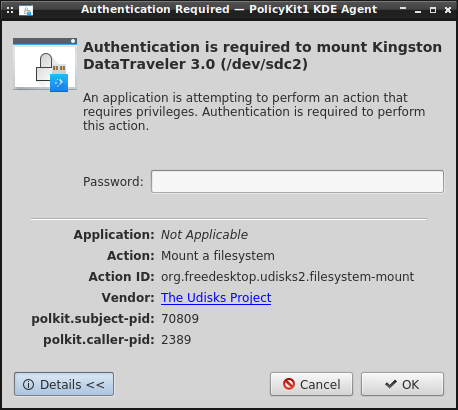 Authentication Required — PolicyKit1 KDE Agent
Authentication is required to mount Kingston
DataTraveler 3.0 (/dev/sdc2)
An application is attempting to perform an action that
requires privileges. Authentication is required to perform
this action.
Password:
Application: Not Applicable
Action: Mount a filesystem
Action ID: org.freedesktop.udisks2.filesystem-mount
Vendor: The Udisks Project
polkit.subject-pid: 70809
polkit.caller-pid: 2389
Details << Cancel OK